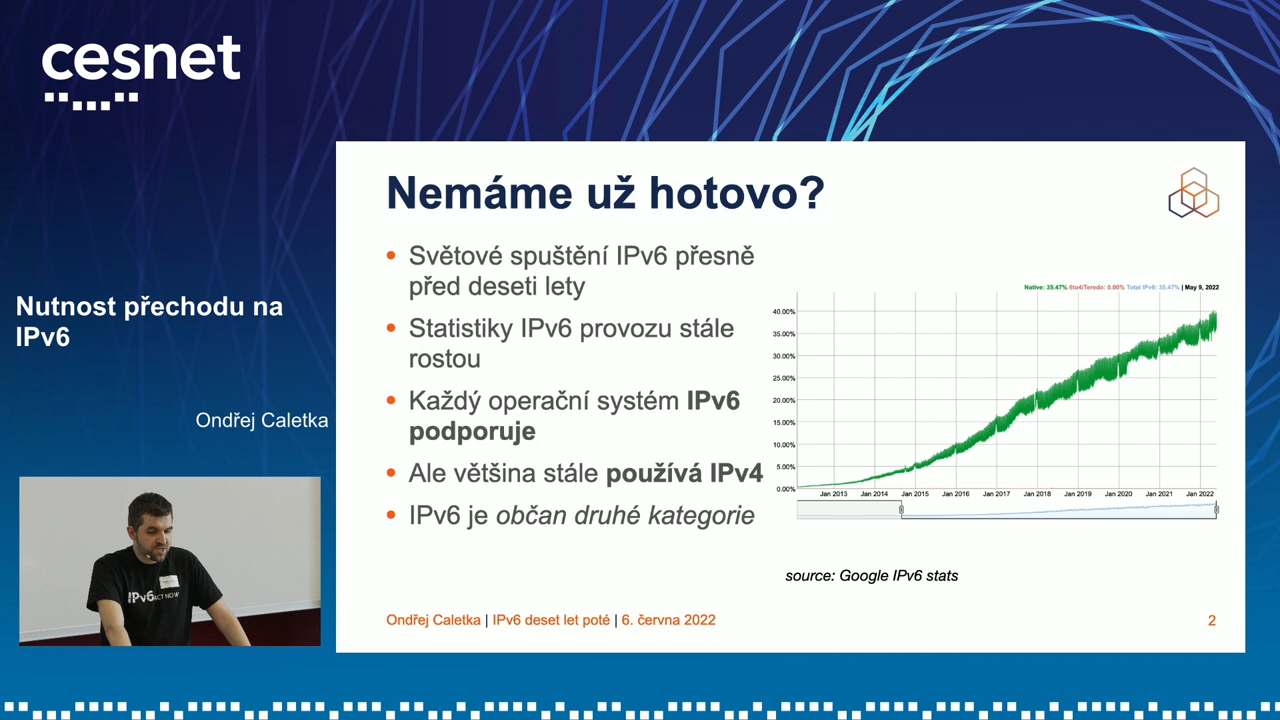 cesnet
Nutnost přechodu na
IPv6
Ondřej Caletka
IPv6 ACT NOW
Nemáme už hotovo?
• Světové spuštění IPv6 přesně
před deseti lety
• Statistiky IPv6 provozu stále
rostou
• Každý operační systém IPv6
podporuje
• Ale většina stále používá IPv4
• IPv6 je občan druhé kategorie
Native: 35.47% 6to4/Teredo: 0.00% Total IPv6: 35.47% | May 9, 2022
40.00%
35.00%
30.00%
25.00%
20.00%
15.00%
10.00%
5.00%
0.00%
Jan 2013 Jan 2014 Jan 2015 Jan 2016 Jan 2017 Jan 2018 Jan 2019 Jan 2020 Jan 2021 Jan 2022
source: Google IPv6 stats
Ondřej Caletka | IPv6 deset let poté | 6. června 2022
2